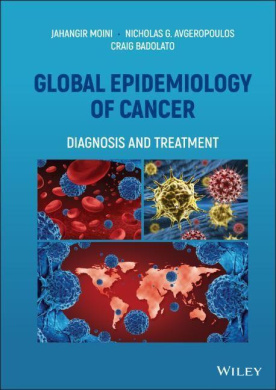 JAHANGIR MOINI • NICHOLAS G. AVGEROPOULOS
CRAIG BADOLATO
GLOBAL EPIDEMIOLOGY
OF CANCER
DIAGNOSIS AND TREATMENT
WILEY